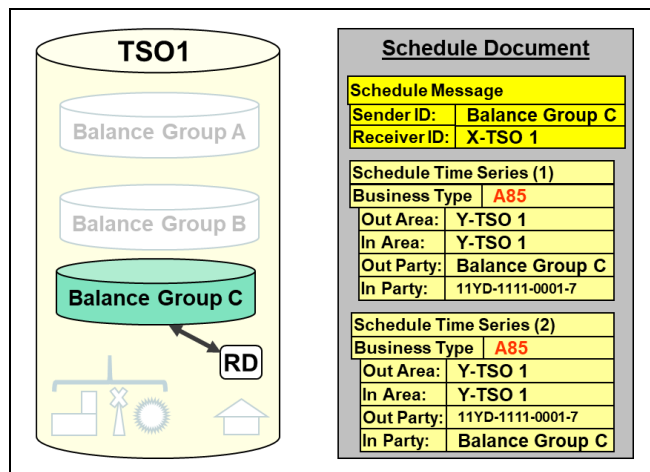 TSO1
Balance Group A
Balance Group B
Balance Group C
RD
Schedule Document
Schedule Message
Sender ID: Balance Group C
Receiver ID: X-TSO 1
Schedule Time Series (1)
Business Type A85
Out Area: Y-TSO 1
In Area: Y-TSO 1
Out Party: Balance Group C
In Party: 11YD-1111-0001-7
Schedule Time Series (2)
Business Type A85
Out Area: Y-TSO 1
In Area: Y-TSO 1
Out Party: 11YD-1111-0001-7
In Party: Balance Group C